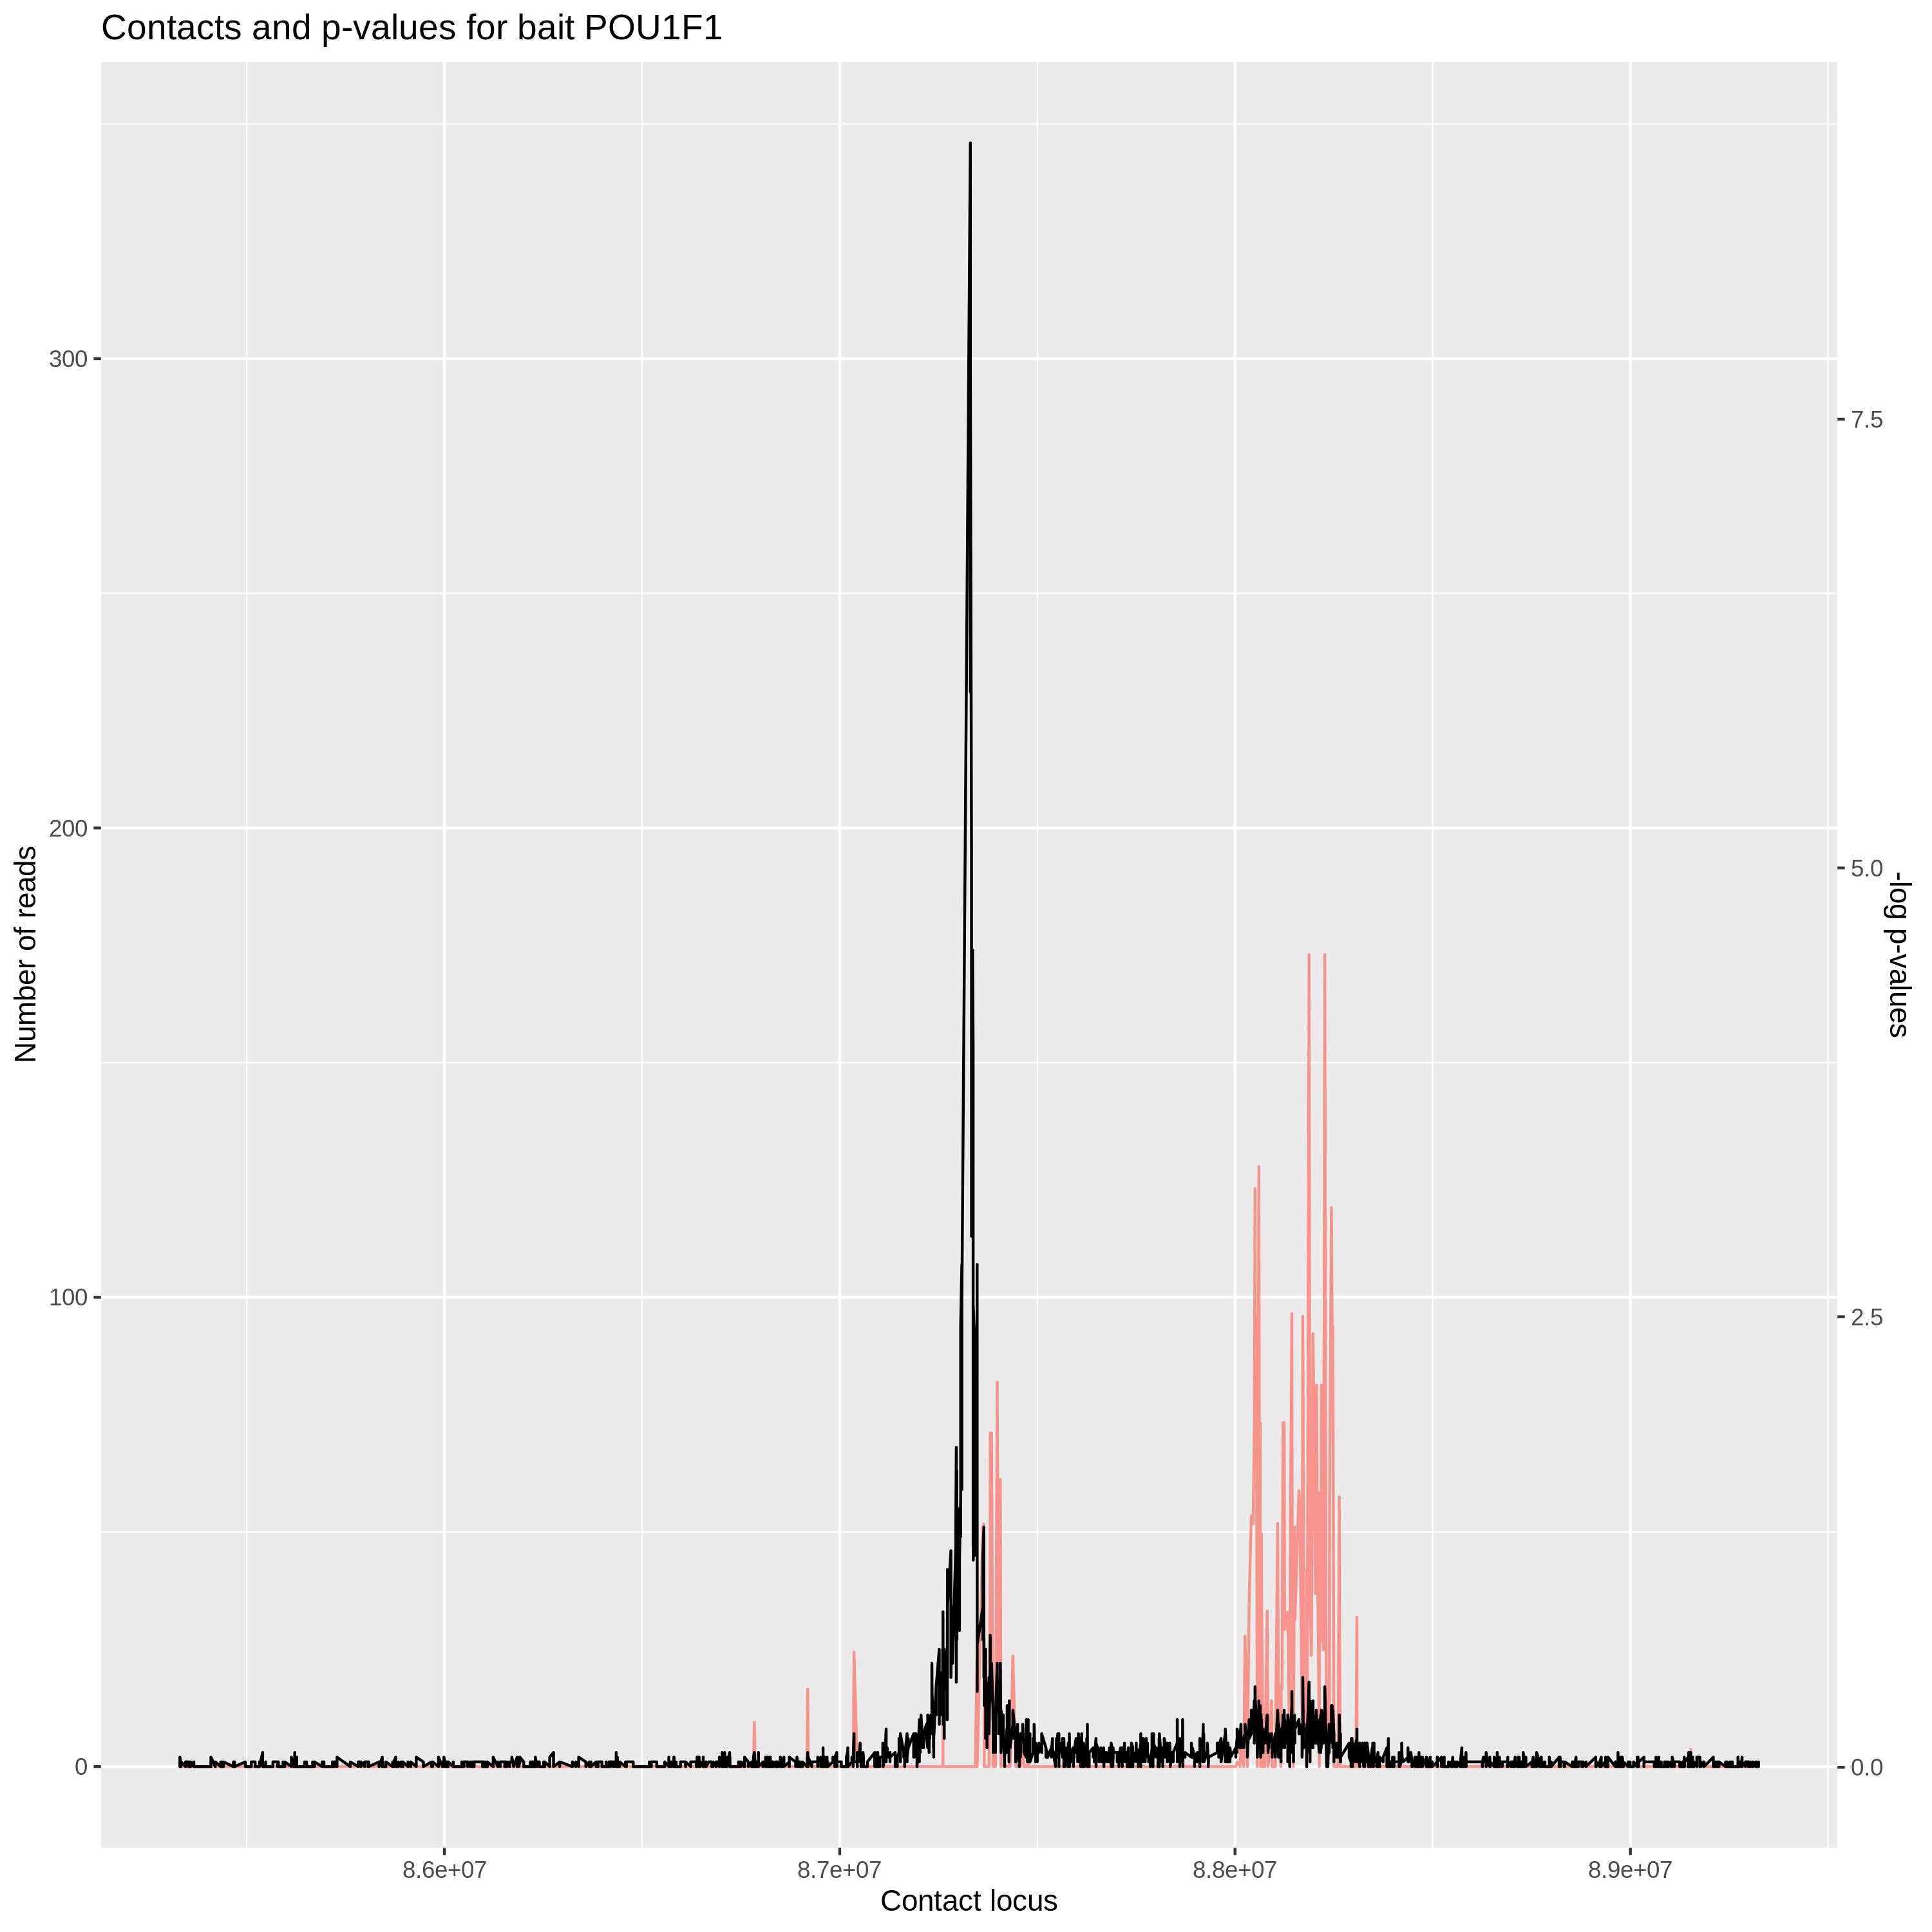 Contacts and p-values for bait POU1F1
300
200
100
0
Number of reads
7.5
5.0
2.5
0.0
-log p-values
8.6e+07
8.7e+07
8.8e+07
8.9e+07
Contact locus